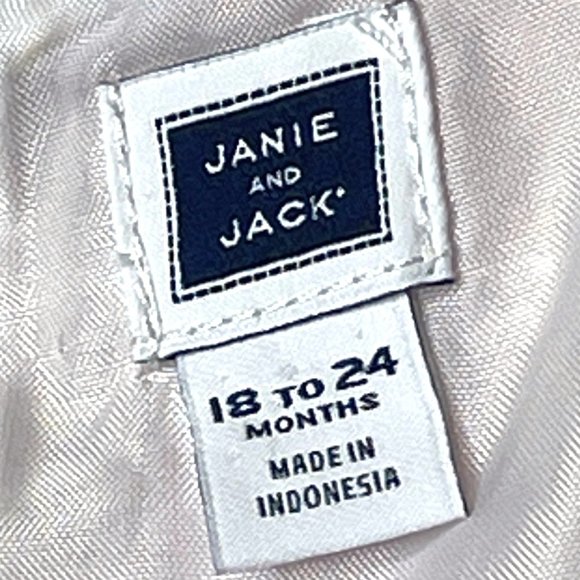 JANIE
AND
JACK®
18 TO 24
MONTHS
MADE IN
INDONESIA